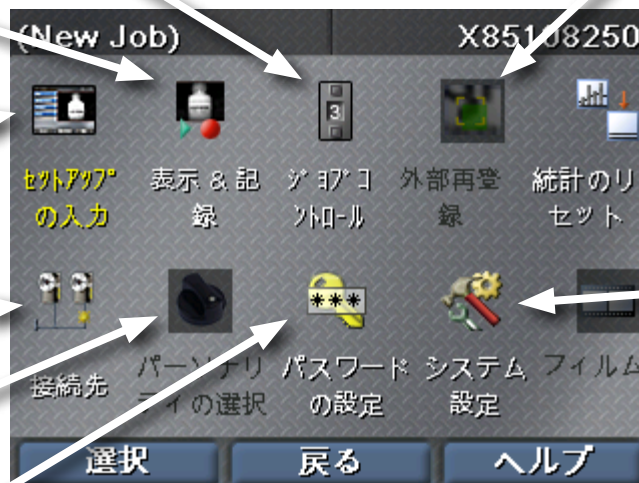 (New Job) X85108250
3
ｾｯﾄｱｯﾌﾟ 表示 & 記 ｼﾞｮﾌﾞｺ 外部再登 統計のリ
の入力 録 ﾝﾄﾛｰﾙ 録 セット
***
接続先 パーソナリ パスワード システム フィルム
ティの選択 の設定 設定
選択 戻る ヘルプ